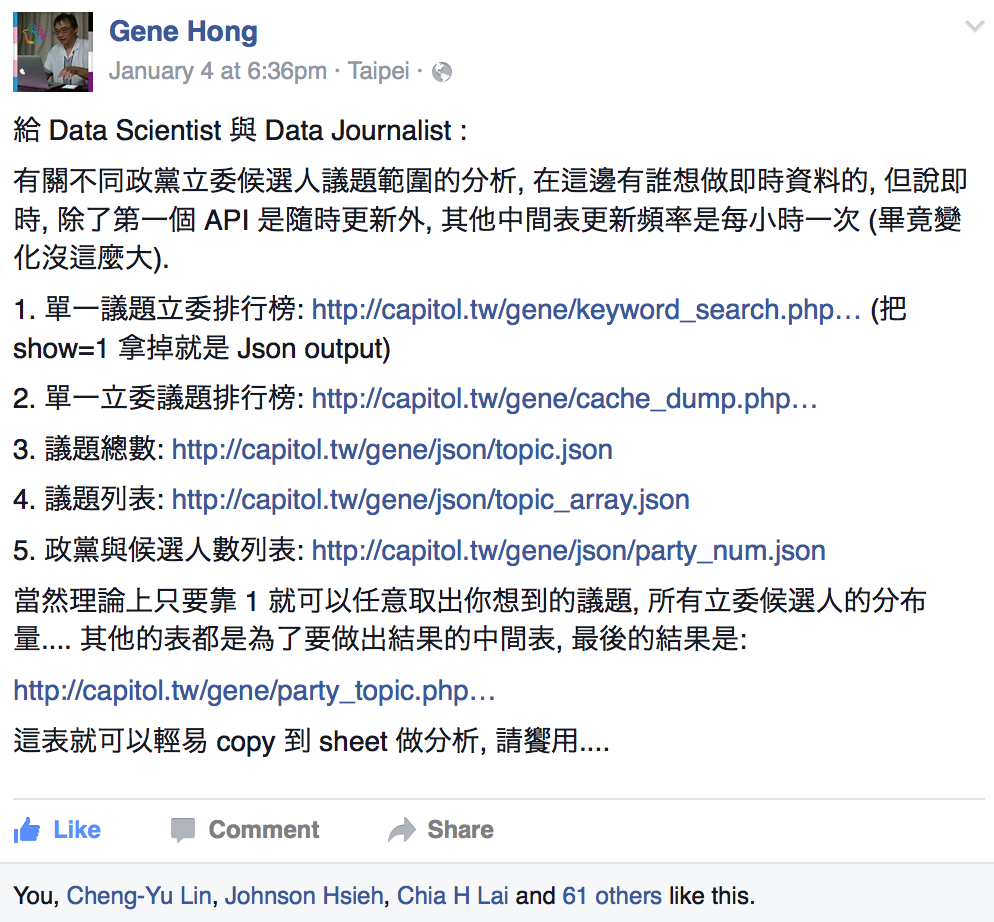 Gene Hong
January 4 at 6:36pm · Taipei ·
給 Data Scientist 與 Data Journalist :
有關不同政黨立委候選人議題範圍的分析, 在這邊有誰想做即時資料的, 但說即
時, 除了第一個 API 是隨時更新外, 其他中間表更新頻率是每小時一次 (畢竟變
化沒這麼大).
1. 單一議題立委排行榜: http://capitol.tw/gene/keyword_search.php… (把
show=1 拿掉就是 Json output)
2. 單一立委議題排行榜: http://capitol.tw/gene/cache_dump.php…
3. 議題總數: http://capitol.tw/gene/json/topic.json
4. 議題列表: http://capitol.tw/gene/json/topic_array.json
5. 政黨與候選人數列表: http://capitol.tw/gene/json/party_num.json
當然理論上只要靠 1 就可以任意取出你想到的議題, 所有立委候選人的分布
量.... 其他的表都是為了要做出結果的中間表, 最後的結果是:
http://capitol.tw/gene/party_topic.php…
這表就可以輕易 copy 到 sheet 做分析, 請饗用....
Like Comment Share
You, Cheng-Yu Lin, Johnson Hsieh, Chia H Lai and 61 others like this.